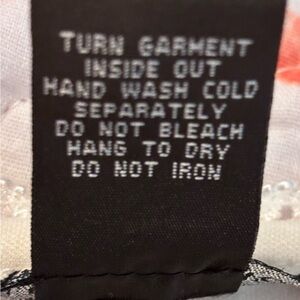 TURN GARMENT
INSIDE OUT
HAND WASH COLD
SEPARATELY
DO NOT BLEACH
HANG TO DRY
DO NOT IRON